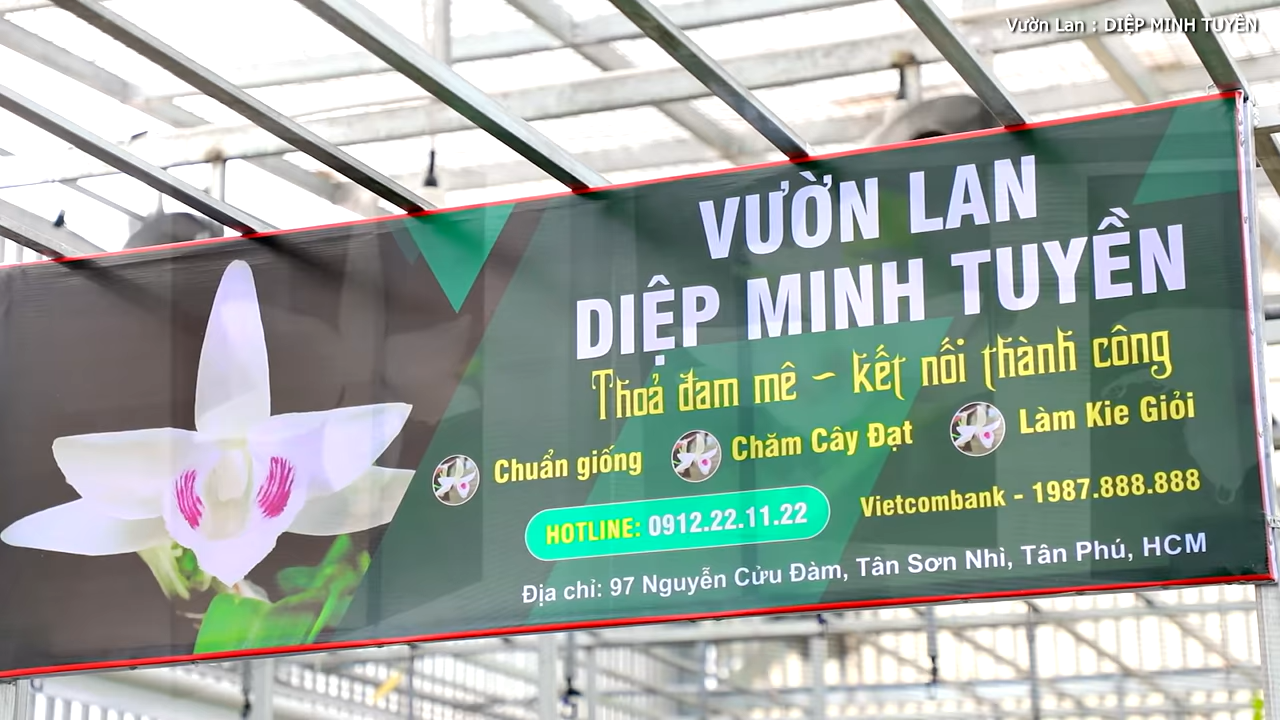 Vườn Lan : DIỆP MINH TUYỀN
VƯỜN LAN
DIỆP MINH TUYỀN
Thoả đam mê ~ kết nối thành công
Chuẩn giống Chăm Cây Đạt Làm Kie Giỏi
HOTLINE: 0912.22.11.22 Vietcombank - 1987.888.888
Địa chỉ: 97 Nguyễn Cửu Đàm, Tân Sơn Nhì, Tân Phú, HCM